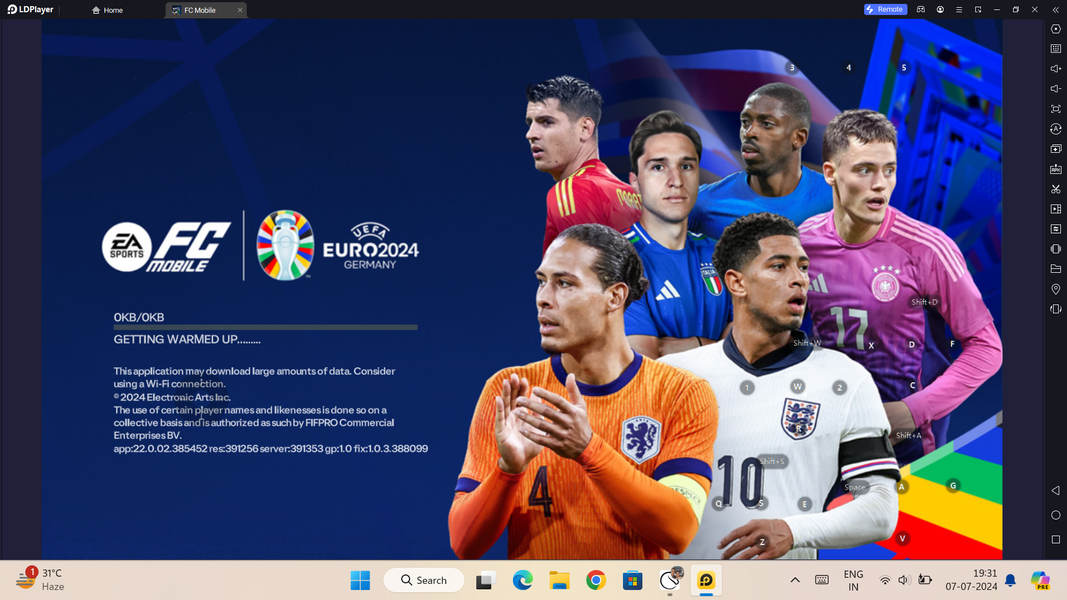 LDPlayer
Home
FC Mobile
Remote
3
4
5
EA SPORTS FC MOBILE
UEFA
EURO2024
GERMANY
0KB/0KB
GETTING WARMED UP.........
This application may download large amounts of data. Consider
using a Wi-Fi connection.
© 2024 Electronic Arts Inc.
The use of certain player names and likenesses is done so on a
collective basis and is authorized as such by FIFPRO Commercial
Enterprises BV.
app:22.0.02.385452 res:391256 server:391353 gp:1.0 fix:1.0.3.388099
ITALIA
17
Shift+D
Shift+W
X
D
F
1
W
2
C
R
Shift+A
Shift+S
10
4
Space
A
G
Q
S
E
Z
V
1
31°C
Haze
Search
ENG
IN
19:31
07-07-2024
PRE